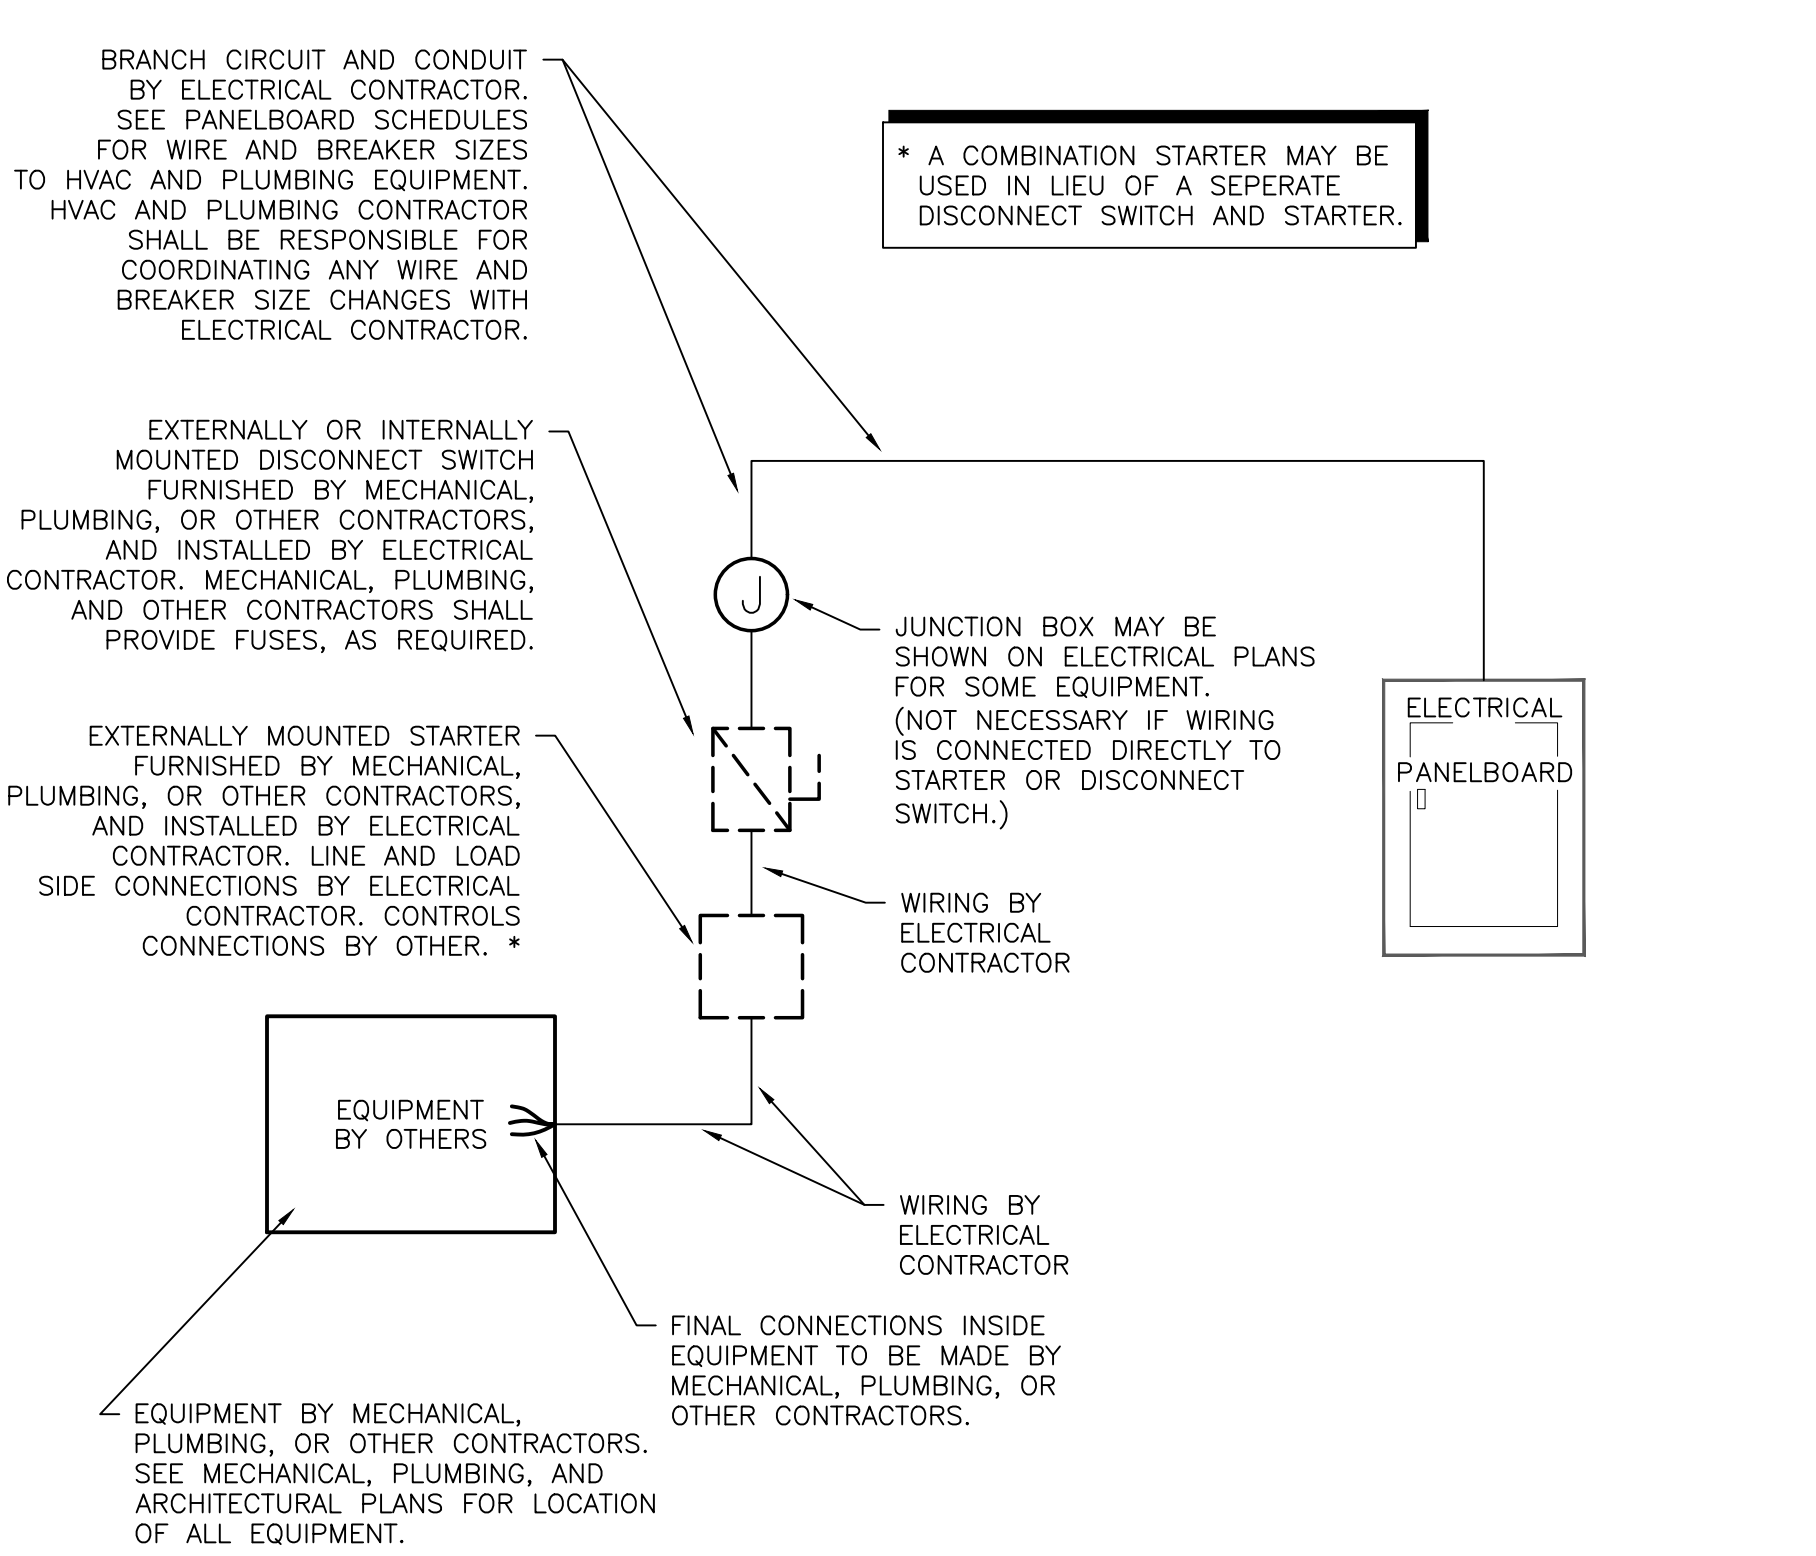 BRANCH CIRCUIT AND CONDUIT
BY ELECTRICAL CONTRACTOR.
SEE PANELBOARD SCHEDULES
FOR WIRE AND BREAKER SIZES
TO HVAC AND PLUMBING EQUIPMENT.
HVAC AND PLUMBING CONTRACTOR
SHALL BE RESPONSIBLE FOR
COORDINATING ANY WIRE AND
BREAKER SIZE CHANGES WITH
ELECTRICAL CONTRACTOR.
* A COMBINATION STARTER MAY BE
USED IN LIEU OF A SEPERATE
DISCONNECT SWITCH AND STARTER.
EXTERNALLY OR INTERNALLY
MOUNTED DISCONNECT SWITCH
FURNISHED BY MECHANICAL,
PLUMBING, OR OTHER CONTRACTORS,
AND INSTALLED BY ELECTRICAL
CONTRACTOR. MECHANICAL, PLUMBING,
AND OTHER CONTRACTORS SHALL
PROVIDE FUSES, AS REQUIRED.
J
JUNCTION BOX MAY BE
SHOWN ON ELECTRICAL PLANS
FOR SOME EQUIPMENT.
(NOT NECESSARY IF WIRING
IS CONNECTED DIRECTLY TO
STARTER OR DISCONNECT
SWITCH.)
ELECTRICAL
PANELBOARD
EXTERNALLY MOUNTED STARTER
FURNISHED BY MECHANICAL,
PLUMBING, OR OTHER CONTRACTORS,
AND INSTALLED BY ELECTRICAL
CONTRACTOR. LINE AND LOAD
SIDE CONNECTIONS BY ELECTRICAL
CONTRACTOR. CONTROLS
CONNECTIONS BY OTHER. *
WIRING BY
ELECTRICAL
CONTRACTOR
EQUIPMENT
BY OTHERS
WIRING BY
ELECTRICAL
CONTRACTOR
FINAL CONNECTIONS INSIDE
EQUIPMENT TO BE MADE BY
MECHANICAL, PLUMBING, OR
OTHER CONTRACTORS.
EQUIPMENT BY MECHANICAL,
PLUMBING, OR OTHER CONTRACTORS.
SEE MECHANICAL, PLUMBING, AND
ARCHITECTURAL PLANS FOR LOCATION
OF ALL EQUIPMENT.